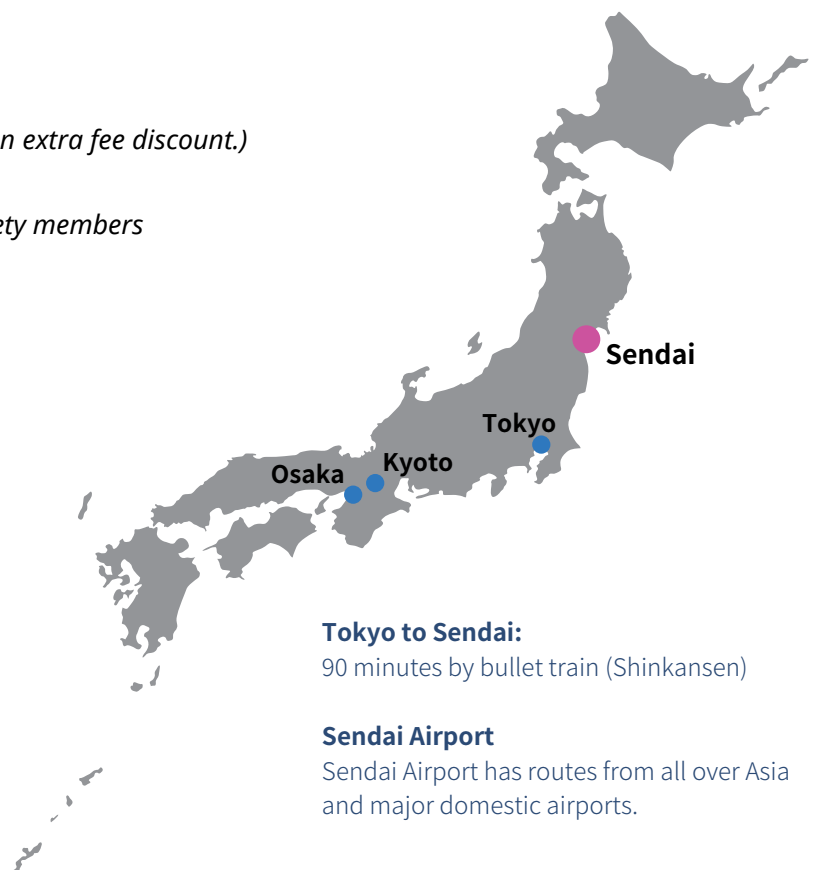 n extra fee discount.)
ety members
Sendai
Tokyo
Kyoto
Osaka
Tokyo to Sendai:
90 minutes by bullet train (Shinkansen)
Sendai Airport
Sendai Airport has routes from all over Asia
and major domestic airports.